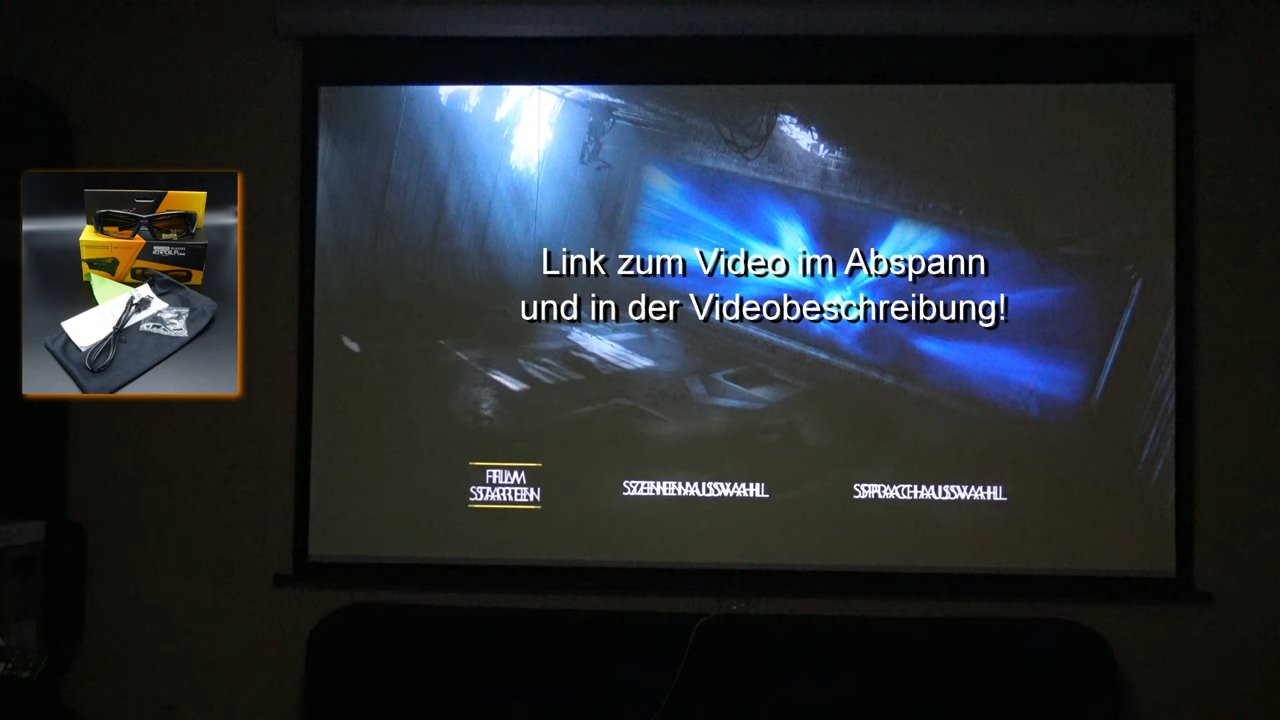 Link zum Video im Abspann
und in der Videobeschreibung!
FILM
STARTEN
SZENENAUSWAHL
SPRACHAUSWAHL